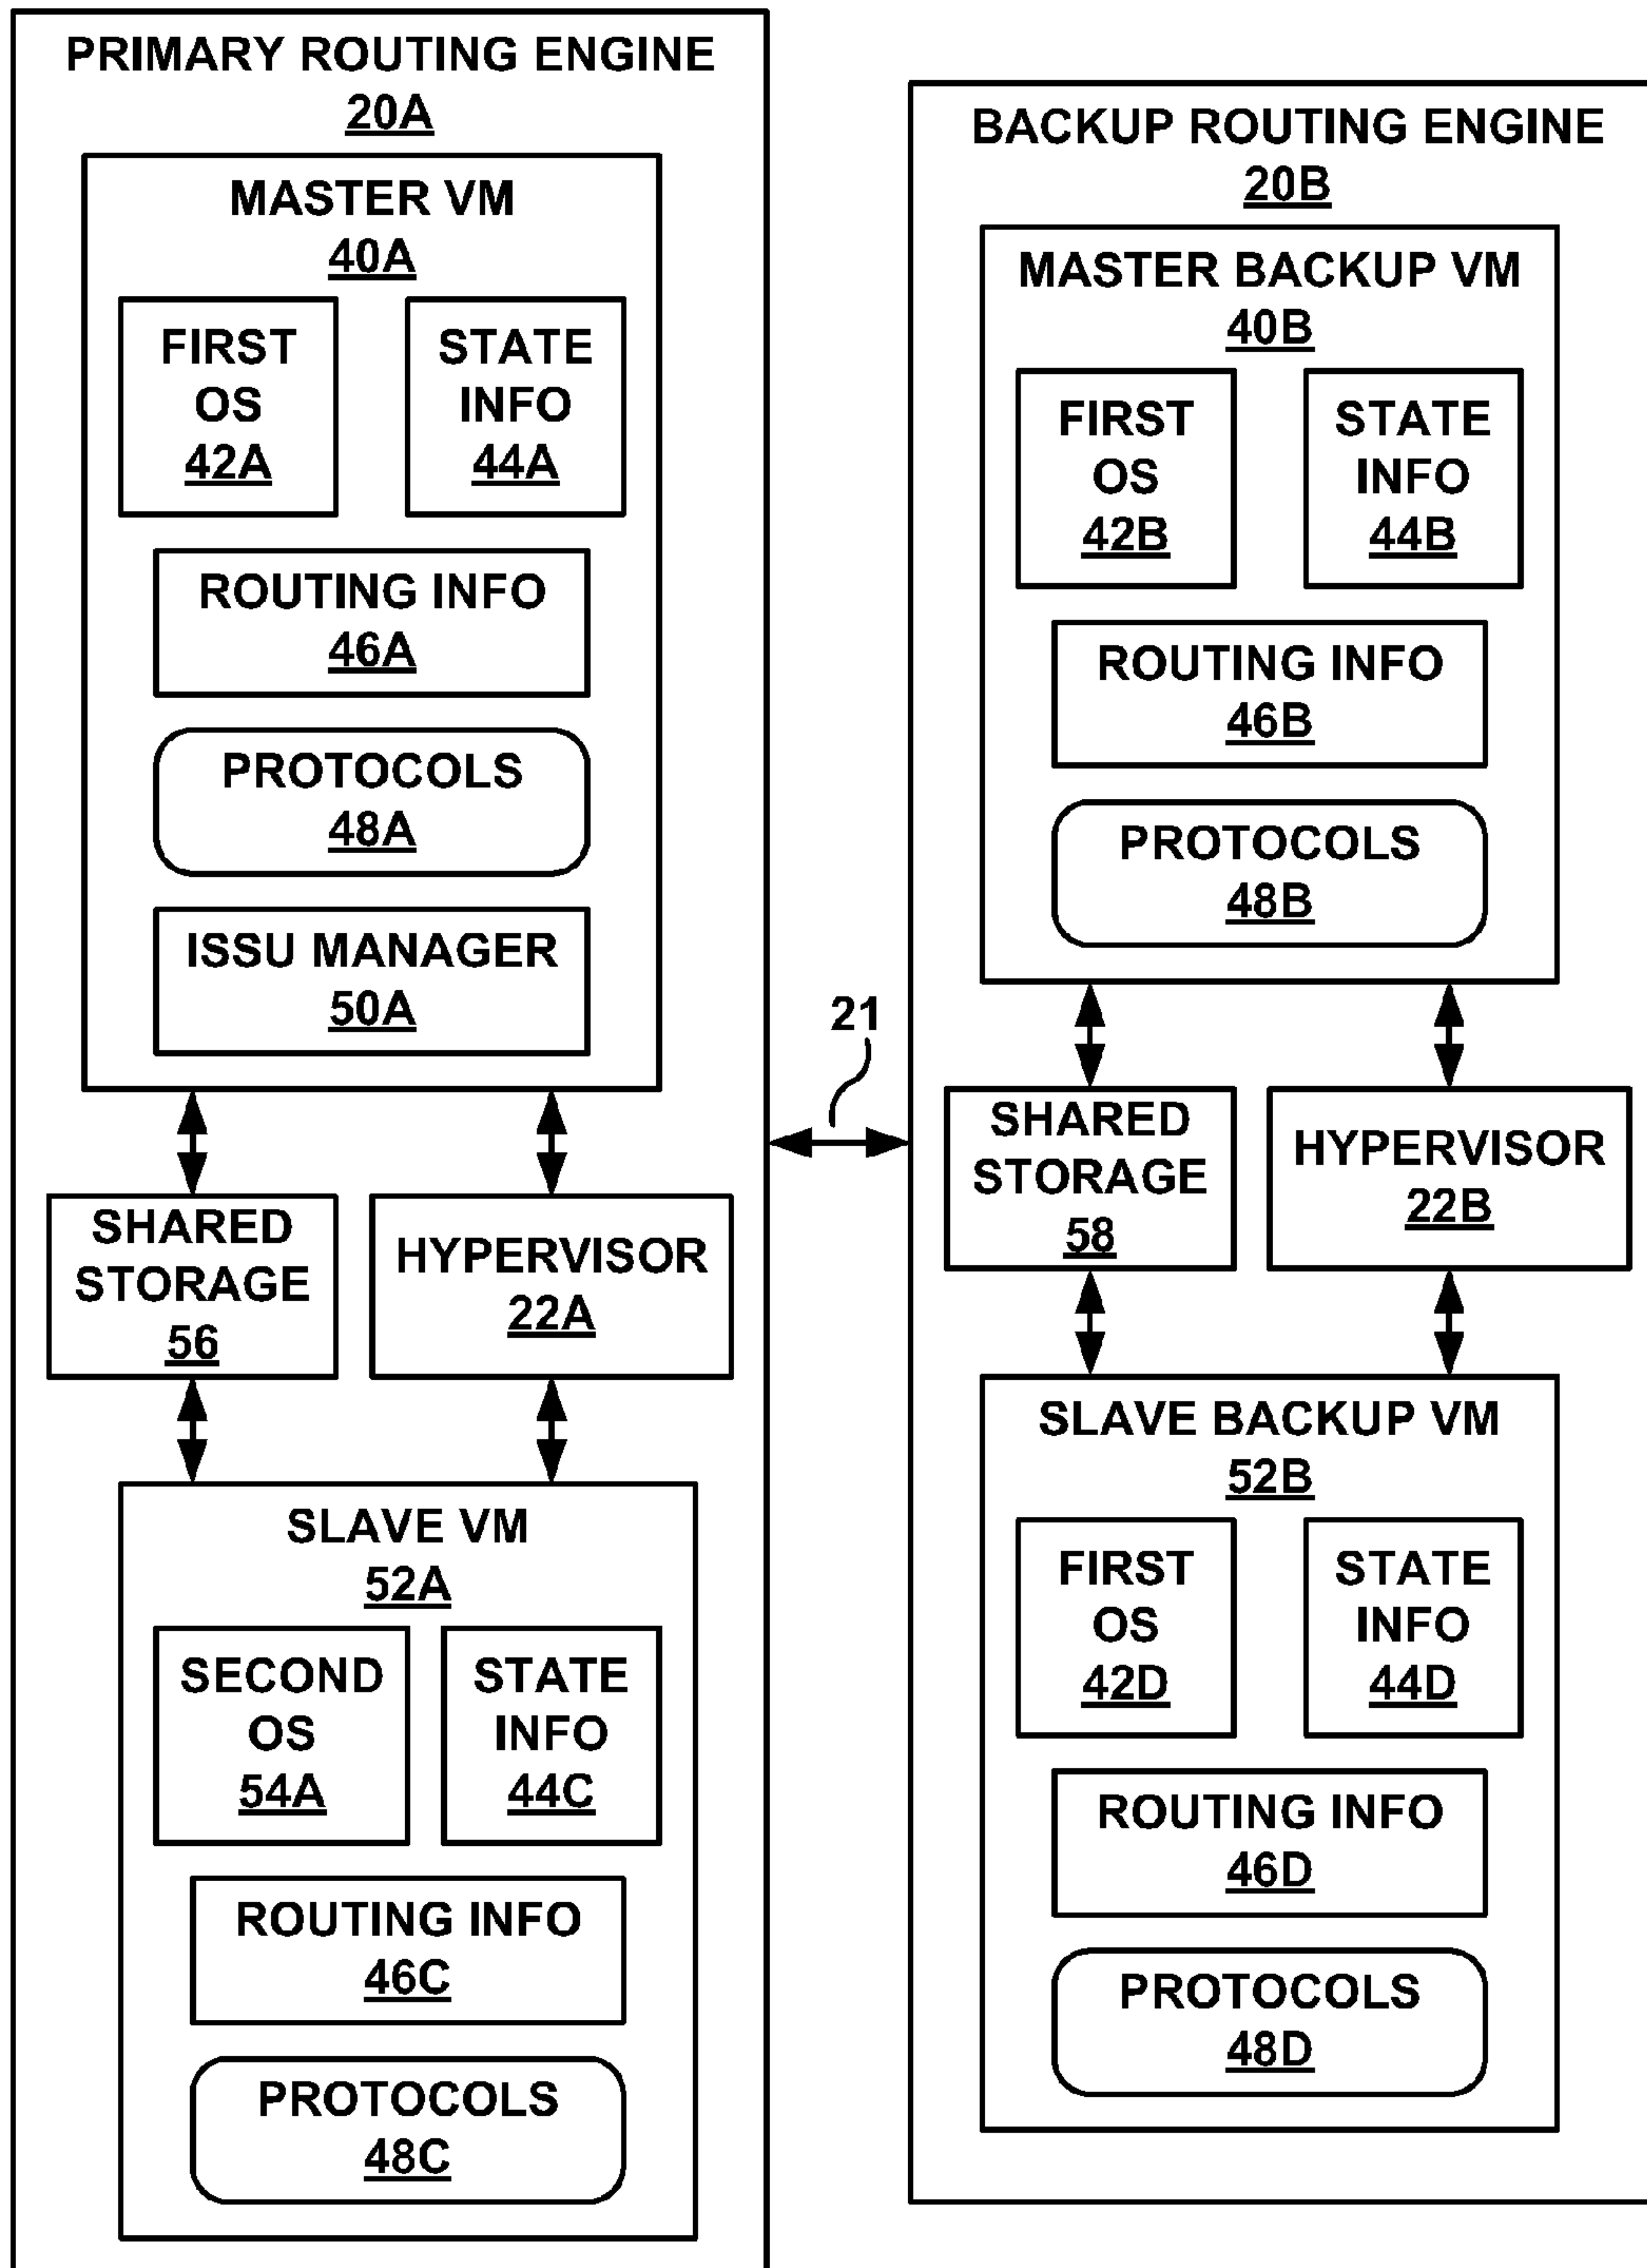 PRIMARY ROUTING ENGINE
20A
MASTER VM
40A
FIRST
OS
42A
STATE
INFO
44A
ROUTING INFO
46A
PROTOCOLS
48A
ISSU MANAGER
50A
SHARED
STORAGE
56
HYPERVISOR
22A
SLAVE VM
52A
SECOND
OS
54A
STATE
INFO
44C
ROUTING INFO
46C
PROTOCOLS
48C
21
BACKUP ROUTING ENGINE
20B
MASTER BACKUP VM
40B
FIRST
OS
42B
STATE
INFO
44B
ROUTING INFO
46B
PROTOCOLS
48B
SHARED
STORAGE
58
HYPERVISOR
22B
SLAVE BACKUP VM
52B
FIRST
OS
42D
STATE
INFO
44D
ROUTING INFO
46D
PROTOCOLS
48D